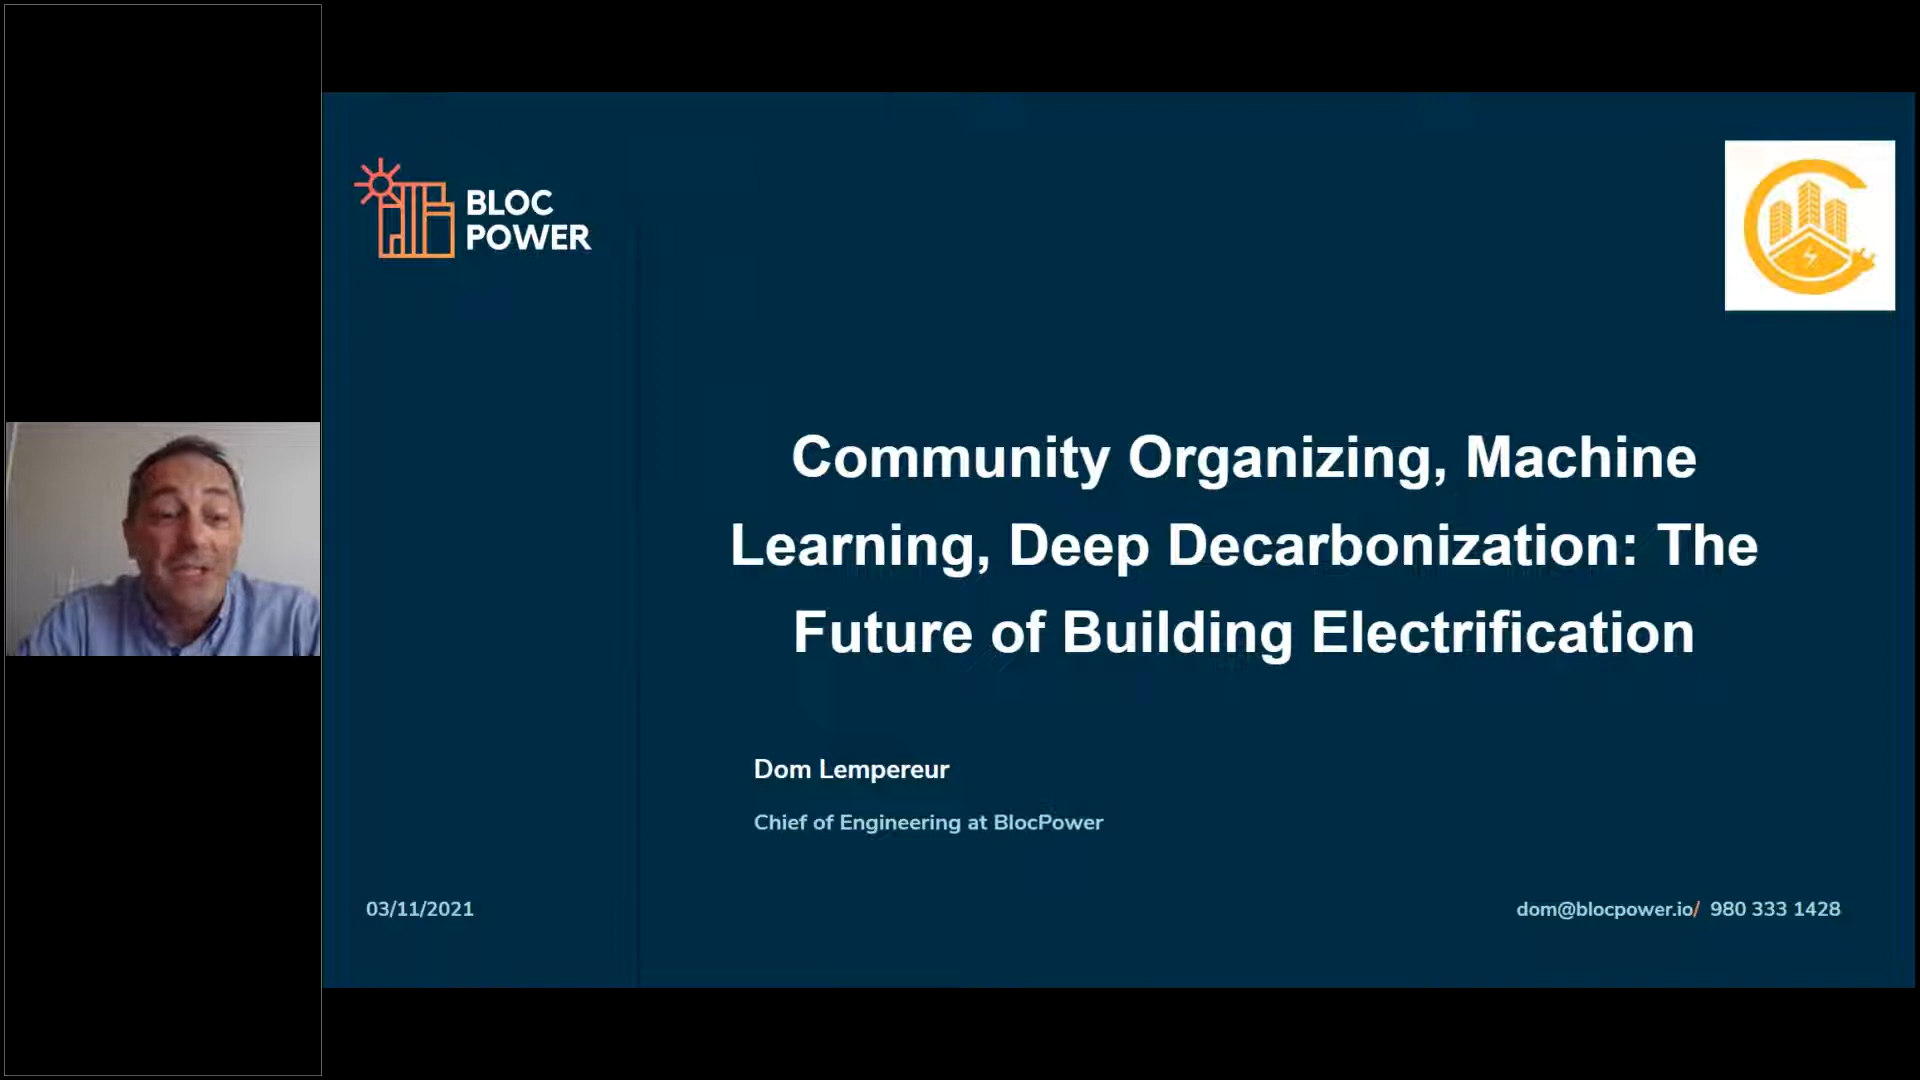 BLOC
POWER
Community Organizing, Machine
Learning, Deep Decarbonization: The
Future of Building Electrification
Dom Lempereur
Chief of Engineering at BlocPower
03/11/2021
dom@blocpower.io/ 980 333 1428